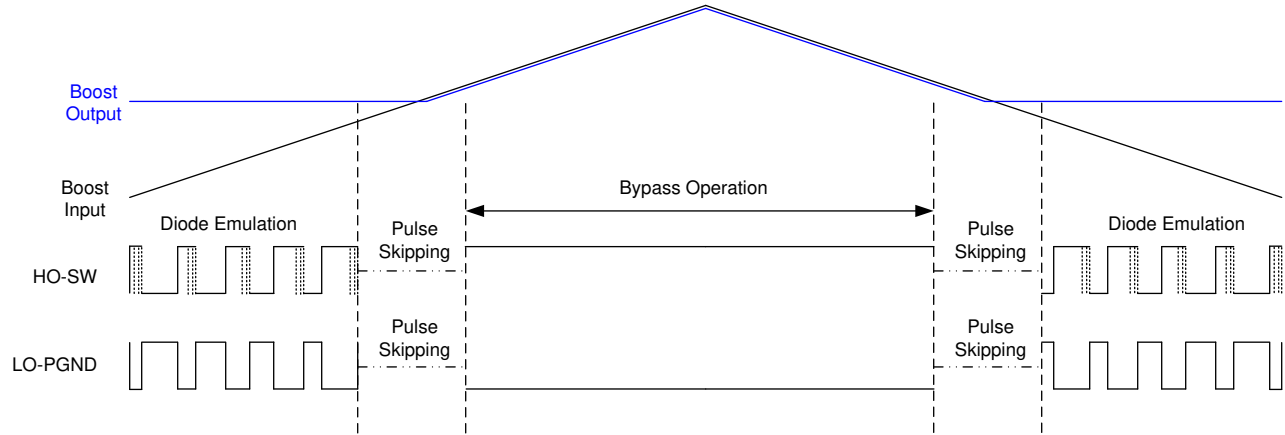 Boost
Output
Boost
Input
Bypass Operation
Diode Emulation
Pulse
Skipping
Pulse
Skipping
Diode Emulation
HO-SW
Pulse
Skipping
Pulse
Skipping
LO-PGND